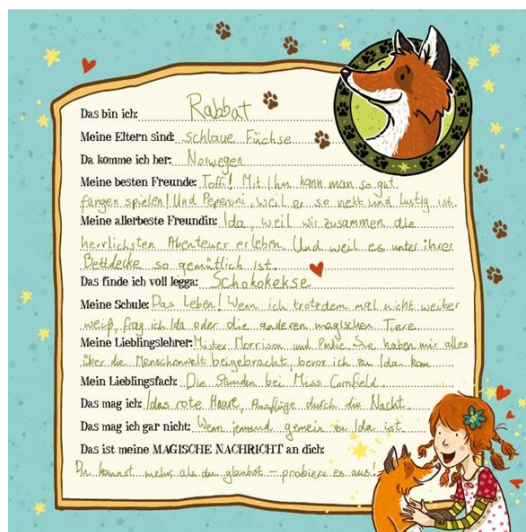 Das bin ich: Rabbat
Meine Eltern sind: schlaue Füchse
Da komme ich her: Norwegen
Meine besten Freunde: Toffi! Mit Ihm kann man so gut
fangen spielen! Und Peperoni, weil er so nett und lustig ist.
Meine allerbeste Freundin: Ida, weil wir zusammen die
herrlichsten Abenteuer erleben. Und weil es unter ihrer
Bettdecke so gemütlich ist.
Das finde ich voll legga: Schokokekse
Meine Schule: Das Leben! Wenn ich trotzdem mal nicht weiter
weiß, frag ich Ida oder die anderen magischen Tiere.
Meine Lieblingslehrer: Mister Morrison und Pinkie. Sie haben mir alles
über die Menschenwelt beigebracht, bevor ich zu Ida kam
Mein Lieblingsfach: Die Stunden bei Miss Cornfield.
Das mag ich: Idas rote Haare, Ausflüge durch die Nacht.
Das mag ich gar nicht: Wenn jemand gemein zu Ida ist
Das ist meine MAGISCHE NACHRICHT an dich:
Du kannst mehr, als du glaubst – probiere es aus!